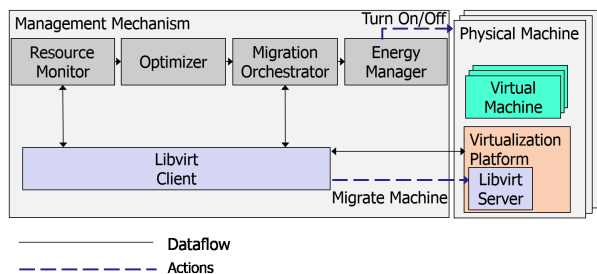 Management Mechanism
Turn On/Off
Physical Machine
Resource
Monitor
Optimizer
Migration
Orchestrator
Energy
Manager
Virtual
Machine
Virtualization
Platform
Libvirt
Client
Libvirt
Server
Migrate Machine
Dataflow
Actions